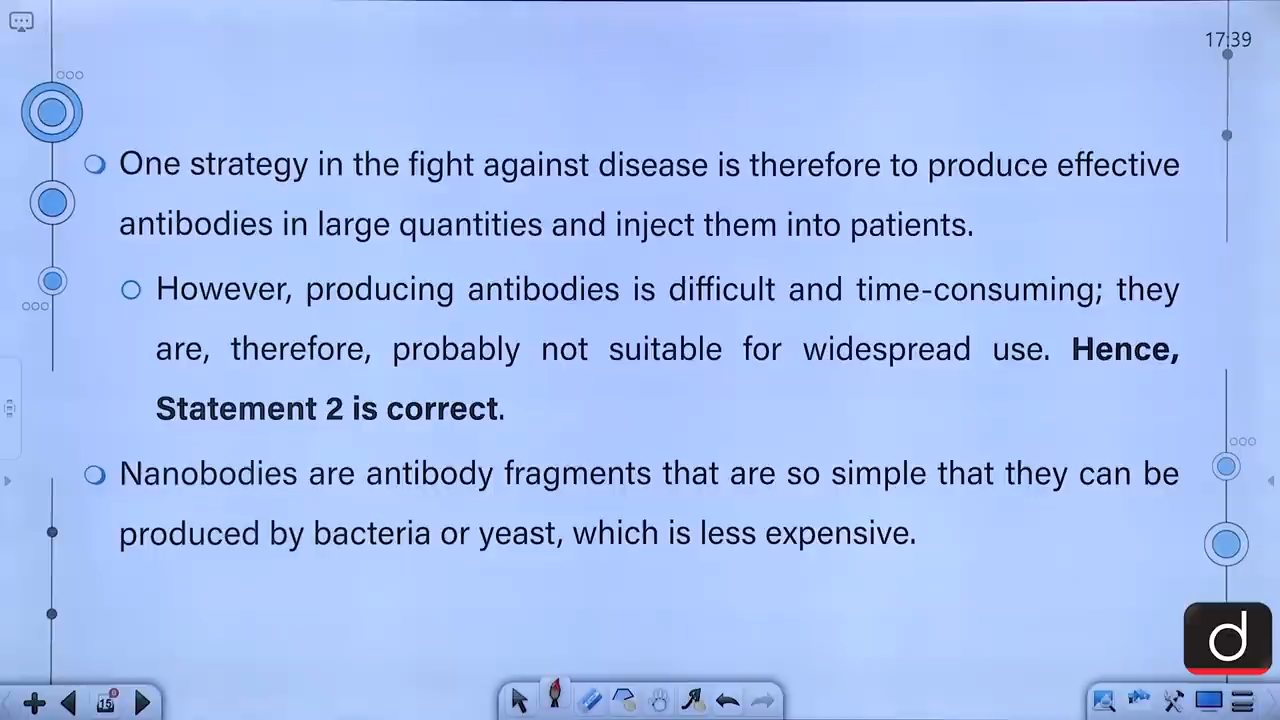 17:39
One strategy in the fight against disease is therefore to produce effective
antibodies in large quantities and inject them into patients.
However, producing antibodies is difficult and time-consuming; they
are, therefore, probably not suitable for widespread use. Hence,
Statement 2 is correct.
Nanobodies are antibody fragments that are so simple that they can be
produced by bacteria or yeast, which is less expensive.
d
15